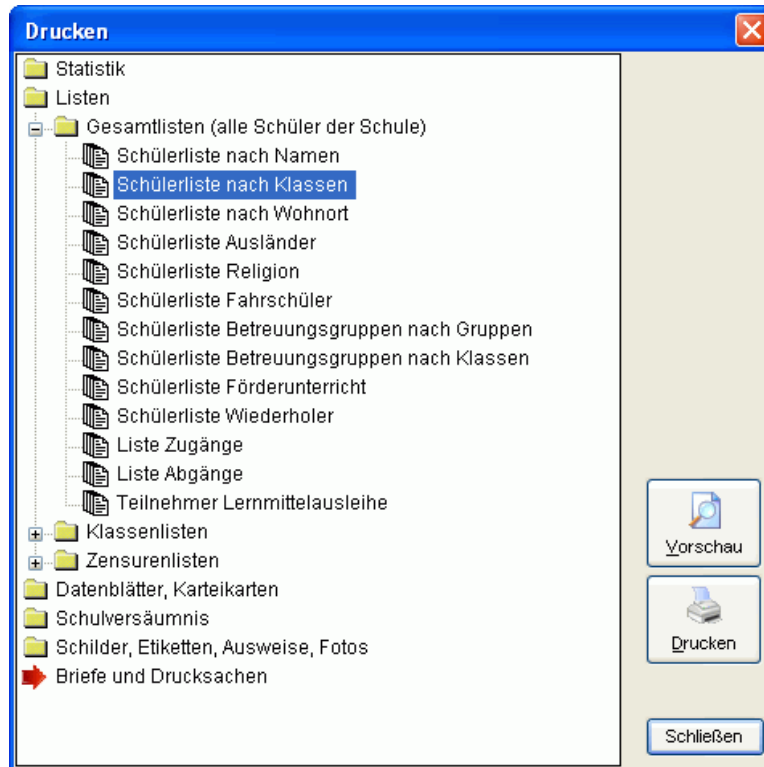 Drucken
Statistik
Listen
Gesamtlisten (alle Schüler der Schule)
Schülerliste nach Namen
Schülerliste nach Klassen
Schülerliste nach Wohnort
Schülerliste Ausländer
Schülerliste Religion
Schülerliste Fahrschüler
Schülerliste Betreuungsgruppen nach Gruppen
Schülerliste Betreuungsgruppen nach Klassen
Schülerliste Förderunterricht
Schülerliste Wiederholer
Liste Zugänge
Liste Abgänge
Teilnehmer Lernmittelausleihe
Klassenlisten
Zensurenlisten
Datenblätter, Karteikarten
Schulversäumnis
Schilder, Etiketten, Ausweise, Fotos
Briefe und Drucksachen
Vorschau
Drucken
Schließen